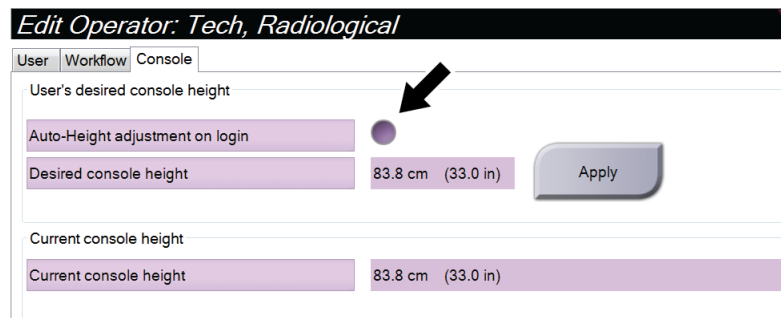 Edit Operator: Tech, Radiological
User Workflow Console
User's desired console height
Auto-Height adjustment on login
Desired console height 83.8 cm (33.0 in) Apply
Current console height
Current console height 83.8 cm (33.0 in)